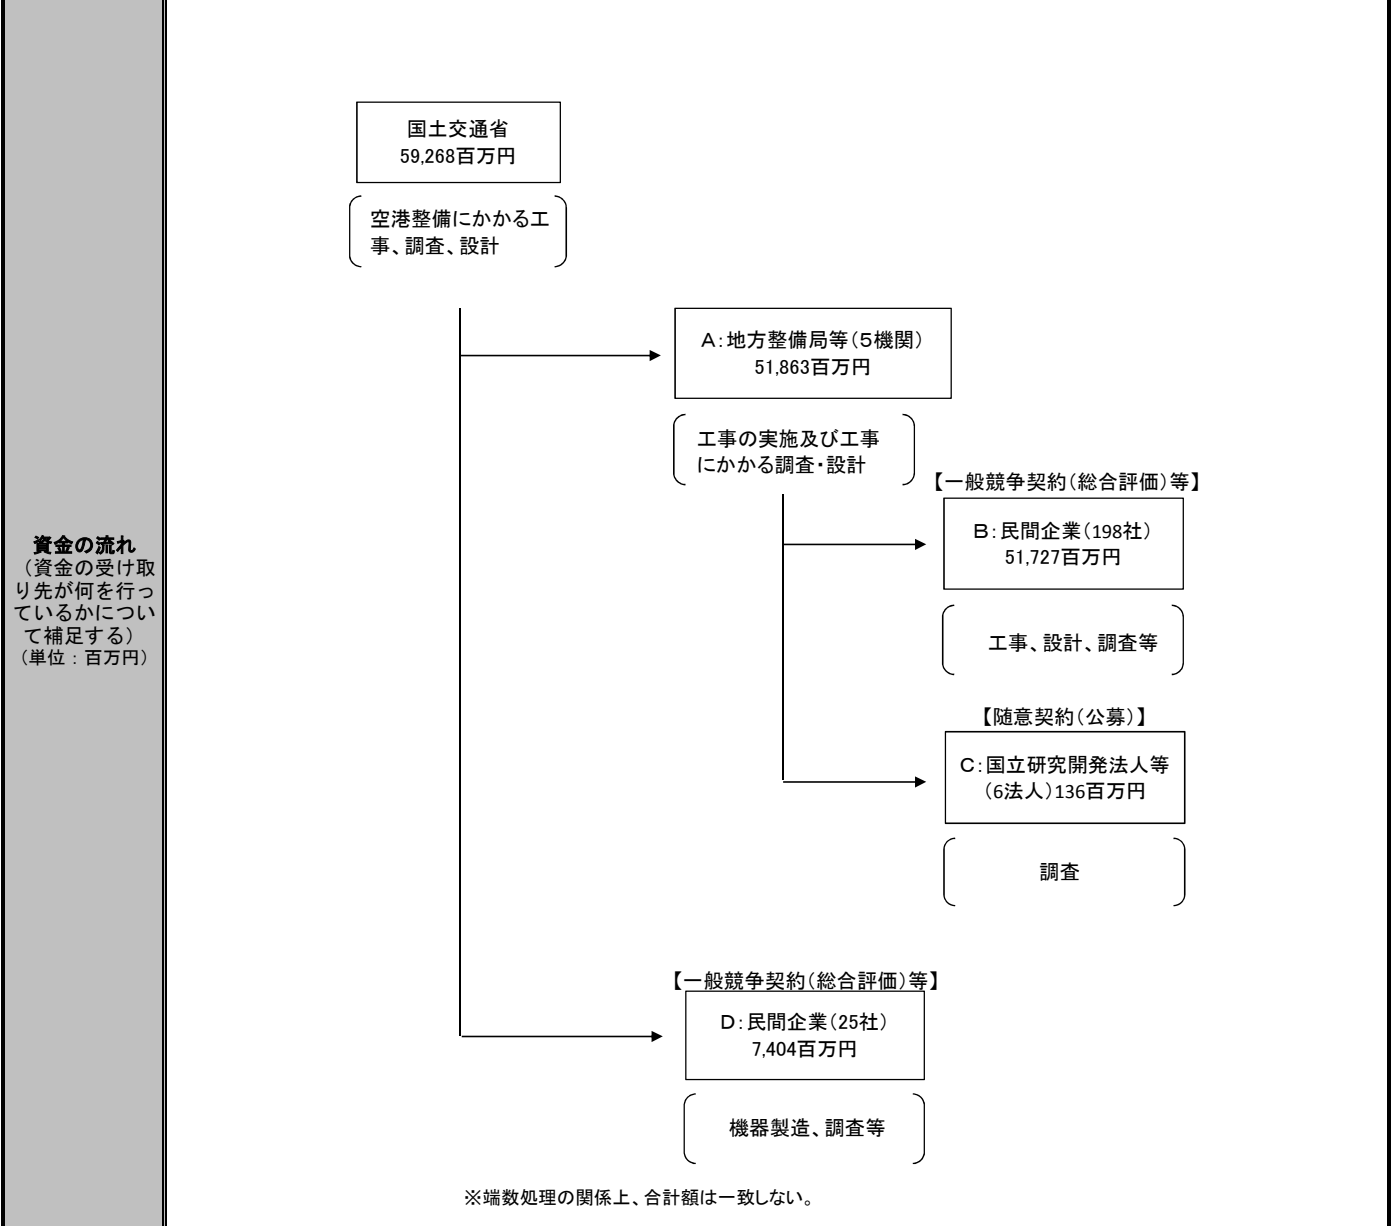 資金の流れ
（資金の受け取
り先が何を行っ
ているかについ
て補足する）
（単位：百万円）
国土交通省
59,268百万円
空港整備にかかる工
事、調査、設計
A:地方整備局等（5機関）
51,863百万円
工事の実施及び工事
にかかる調査・設計
【一般競争契約（総合評価）等】
B:民間企業（198社）
51,727百万円
工事、設計、調査等
【随意契約（公募）】
C:国立研究開発法人等
（6法人）136百万円
調査
【一般競争契約（総合評価）等】
D:民間企業（25社）
7,404百万円
機器製造、調査等
※端数処理の関係上、合計額は一致しない。